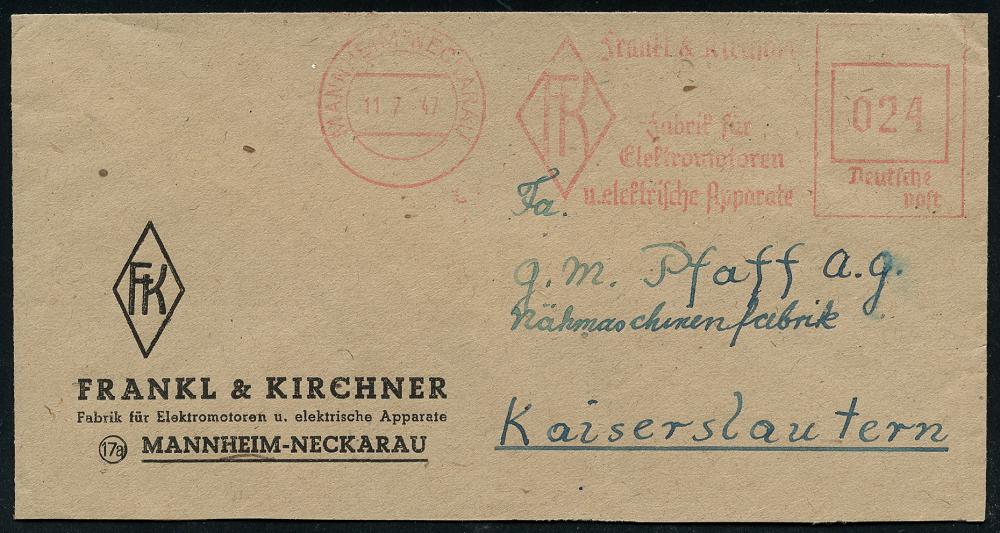 MANNHEIM-NECKARAU
11.7.47
FK
Frankl & Kirchner
Fabrik für
Elektromotoren
u. elektrische Apparate
024
Deutsche
Post
Fa.
G. M. Pfaff A.G.
Nähmaschinenfabrik
Kaiserslautern
FK
FRANKL & KIRCHNER
Fabrik für Elektromotoren u. elektrische Apparate
17a MANNHEIM-NECKARAU